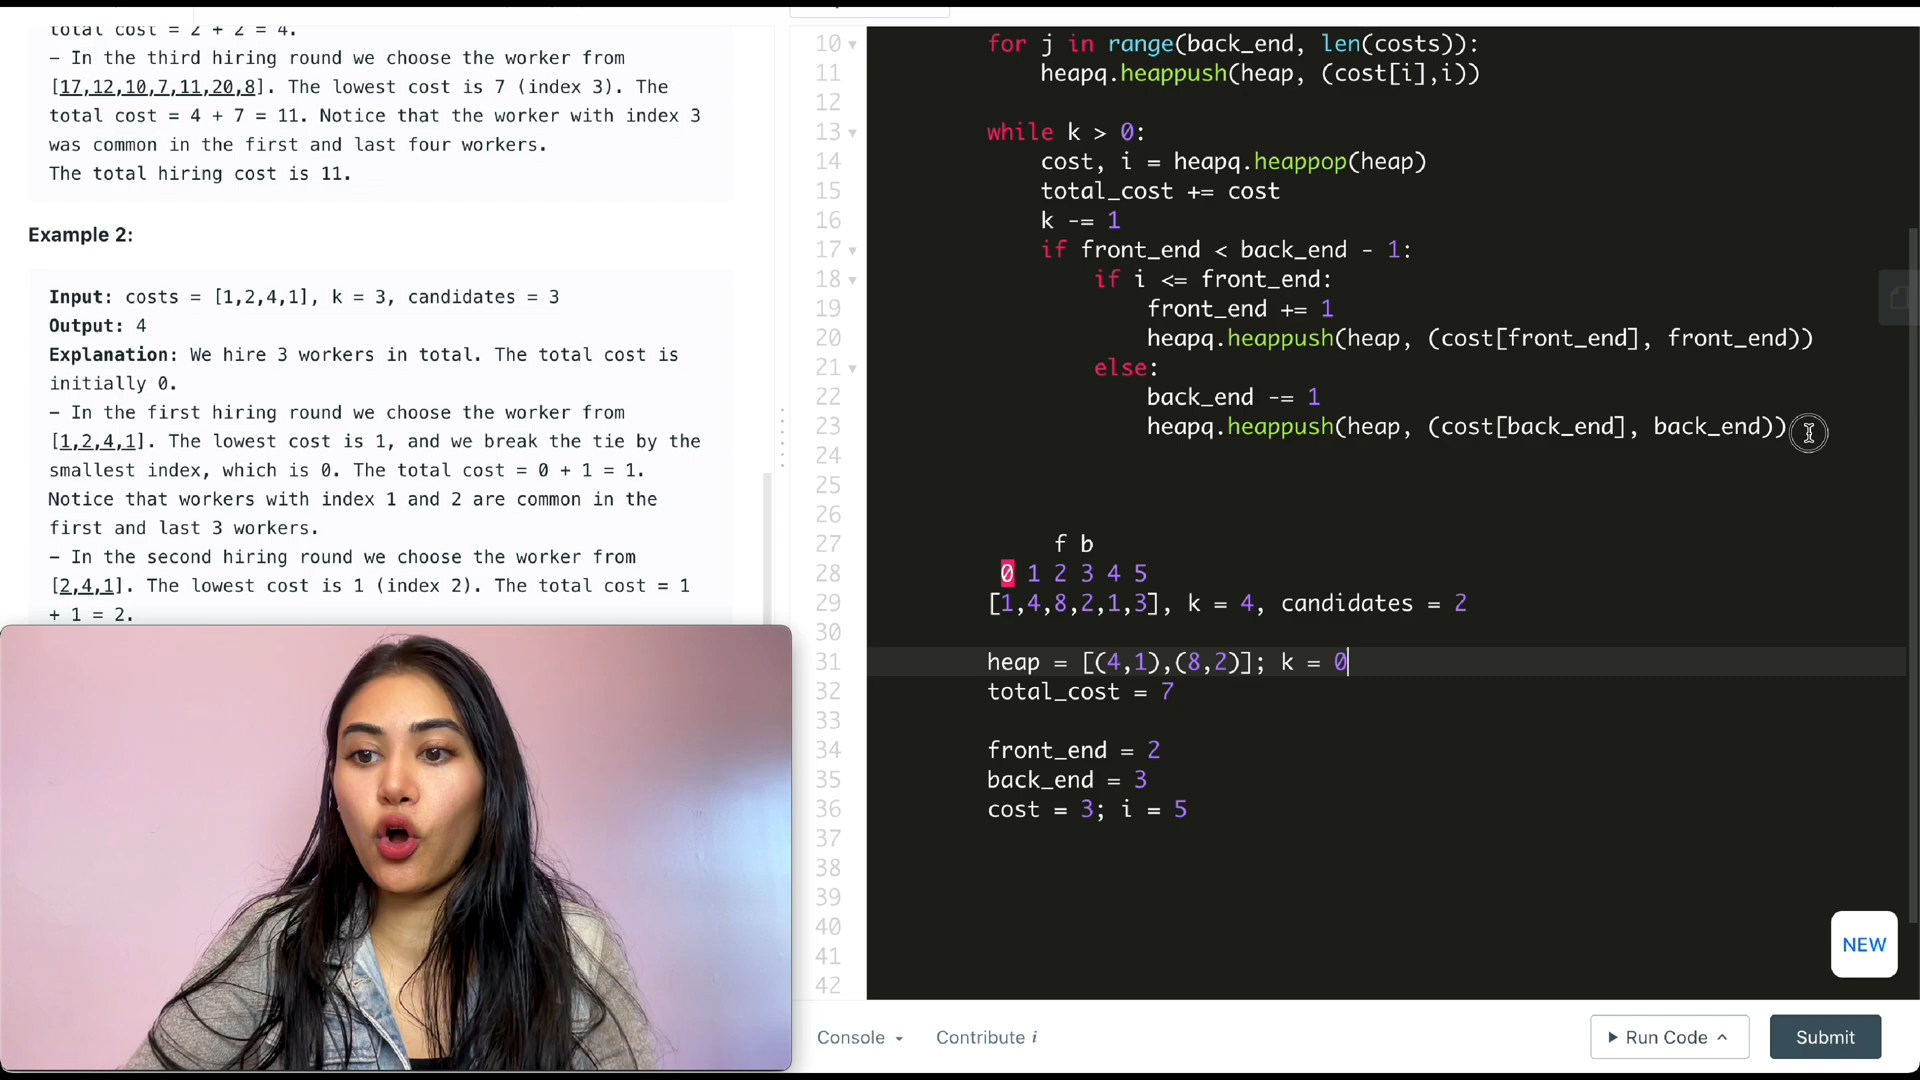 total cost = 2 + 2 = 4.
- In the third hiring round we choose the worker from
[17,12,10,7,11,20,8]. The lowest cost is 7 (index 3). The
total cost = 4 + 7 = 11. Notice that the worker with index 3
was common in the first and last four workers.
The total hiring cost is 11.
Example 2:
Input: costs = [1,2,4,1], k = 3, candidates = 3
Output: 4
Explanation: We hire 3 workers in total. The total cost is
initially 0.
- In the first hiring round we choose the worker from
[1,2,4,1]. The lowest cost is 1, and we break the tie by the
smallest index, which is 0. The total cost = 0 + 1 = 1.
Notice that workers with index 1 and 2 are common in the
first and last 3 workers.
- In the second hiring round we choose the worker from
[2,4,1]. The lowest cost is 1 (index 2). The total cost = 1
+ 1 = 2.
10 for j in range(back_end, len(costs)):
11 heapq.heappush(heap, (cost[i],i))
12
13 while k > 0:
14 cost, i = heapq.heappop(heap)
15 total_cost += cost
16 k -= 1
17 if front_end < back_end - 1:
18 if i <= front_end:
19 front_end += 1
20 heapq.heappush(heap, (cost[front_end], front_end))
21 else:
22 back_end -= 1
23 heapq.heappush(heap, (cost[back_end], back_end))
24
25
26
27 f b
28 0 1 2 3 4 5
29 [1,4,8,2,1,3], k = 4, candidates = 2
30
31 heap = [(4,1),(8,2)]; k = 0
32 total_cost = 7
33
34 front_end = 2
35 back_end = 3
36 cost = 3; i = 5
37
38
39
40
41
42
NEW
Console Contribute i
Run Code Submit